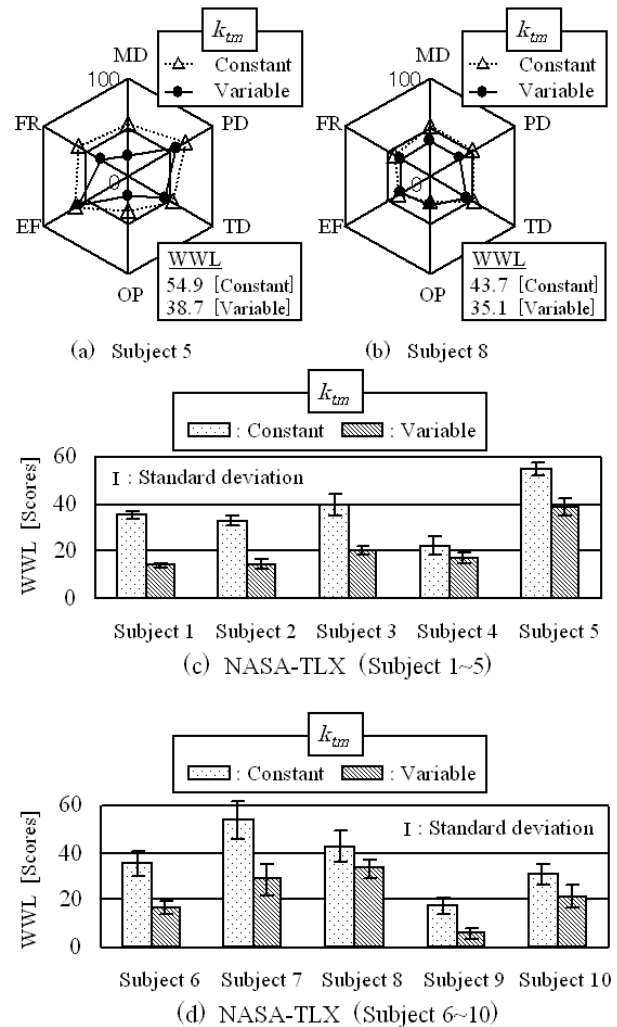 k_tm
Constant
Variable
MD
100
FR
PD
0
EF
TD
OP
WWL
54.9 [Constant]
38.7 [Variable]
(a) Subject 5
k_tm
Constant
Variable
MD
100
FR
PD
0
EF
TD
OP
WWL
43.7 [Constant]
35.1 [Variable]
(b) Subject 8
k_tm
: Constant : Variable
WWL [Scores]
60
40
20
0
I : Standard deviation
Subject 1 Subject 2 Subject 3 Subject 4 Subject 5
(c) NASA-TLX (Subject 1~5)
k_tm
: Constant : Variable
WWL [Scores]
60
40
20
0
I : Standard deviation
Subject 6 Subject 7 Subject 8 Subject 9 Subject 10
(d) NASA-TLX (Subject 6~10)